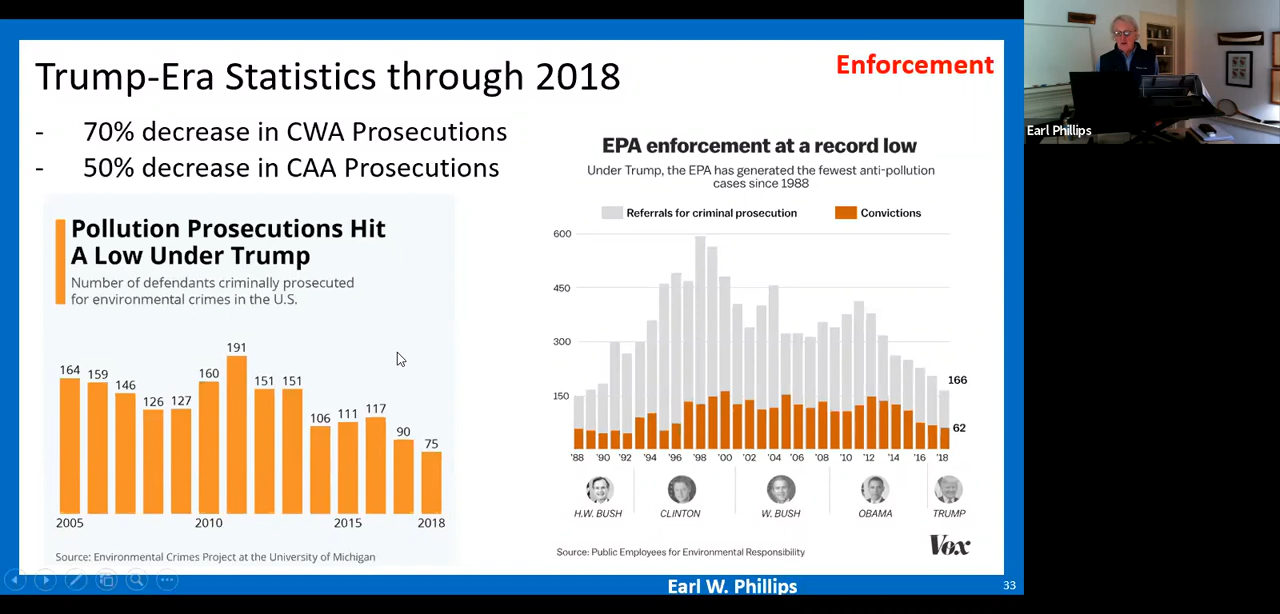 Trump-Era Statistics through 2018
Enforcement
- 70% decrease in CWA Prosecutions
- 50% decrease in CAA Prosecutions
Pollution Prosecutions Hit
A Low Under Trump
Number of defendants criminally prosecuted
for environmental crimes in the U.S.
164 159 146 126 127 160 191 151 151 106 111 117 90 75
2005 2010 2015 2018
Source: Environmental Crimes Project at the University of Michigan
EPA enforcement at a record low
Under Trump, the EPA has generated the fewest anti-pollution
cases since 1988
Referrals for criminal prosecution Convictions
600
450
300
150
166
62
'88 '90 '92 '94 '96 '98 '00 '02 '04 '06 '08 '10 '12 '14 '16 '18
H.W. BUSH CLINTON W. BUSH OBAMA TRUMP
Source: Public Employees for Environmental Responsibility
Vox
Earl W. Phillips
33
Earl Phillips